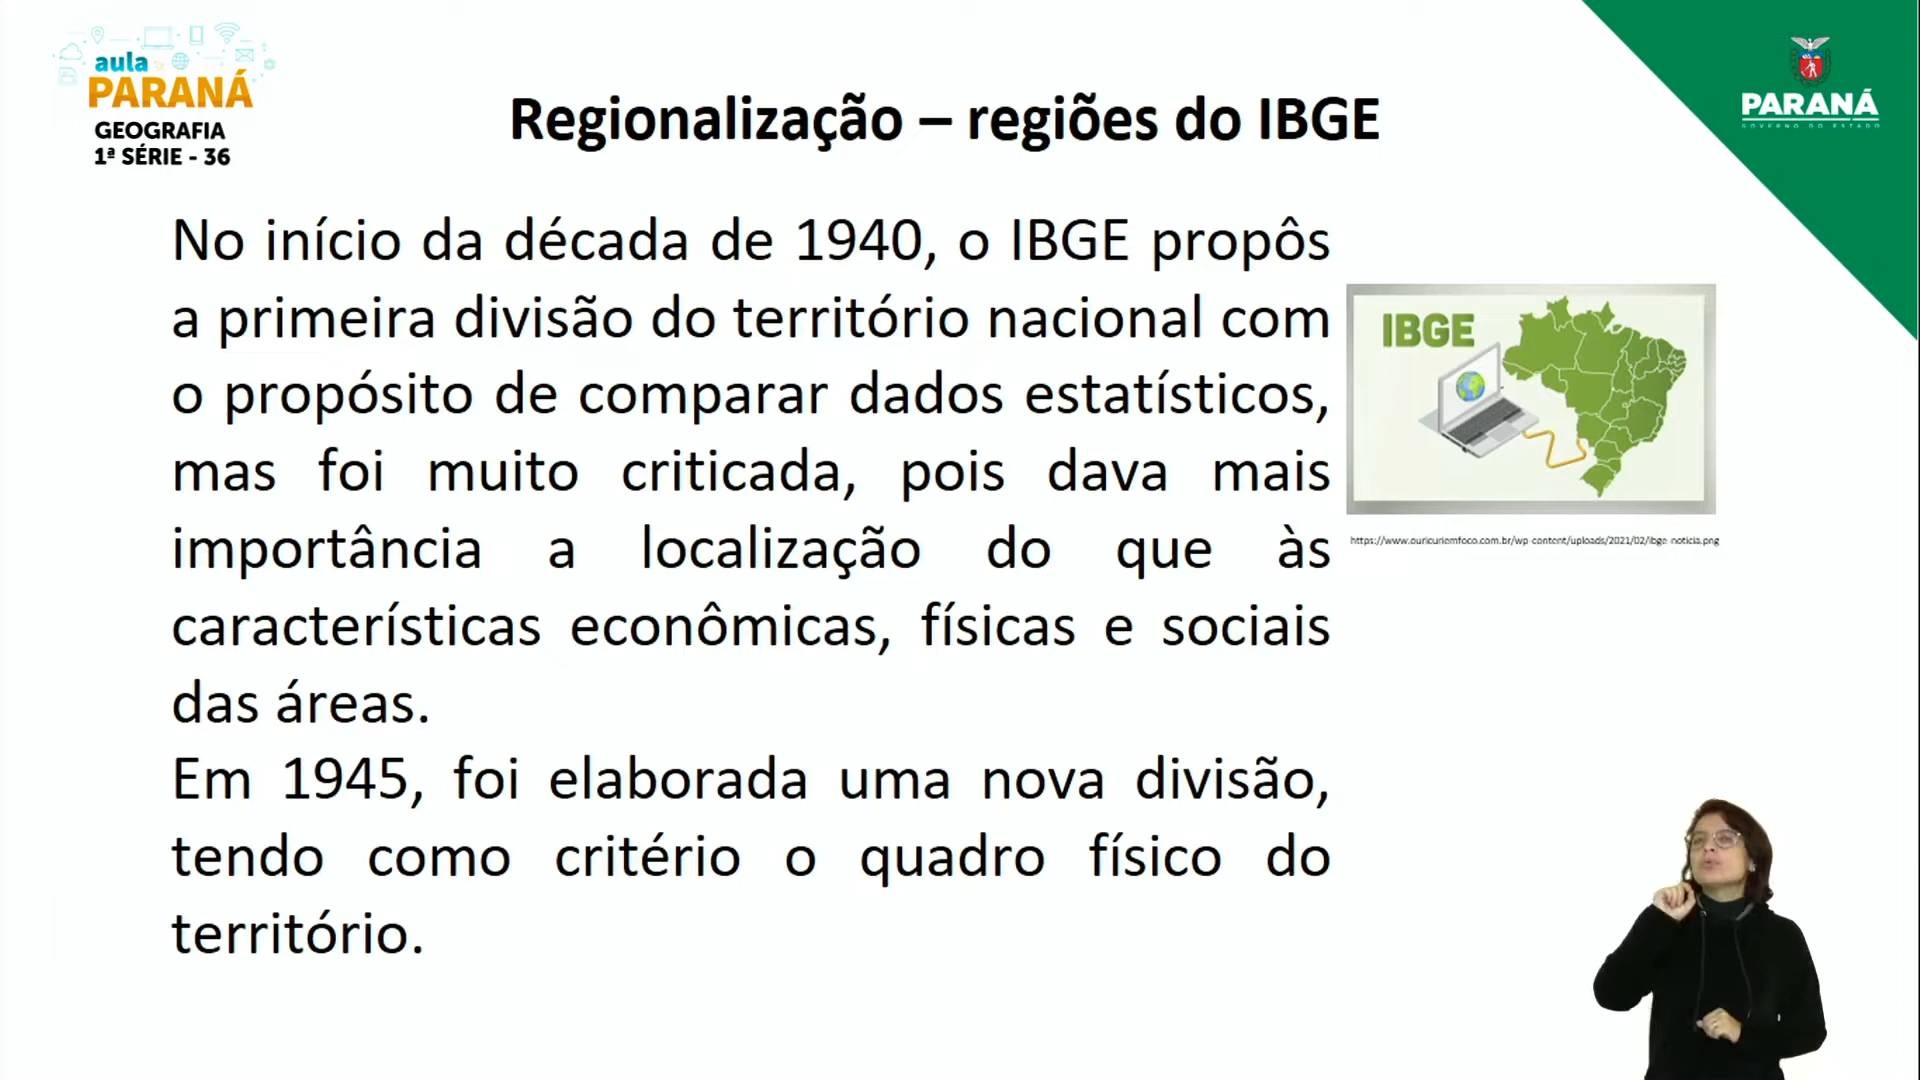 aula
PARANÁ
GEOGRAFIA
1ª SÉRIE - 36
Regionalização – regiões do IBGE
PARANÁ
GOVERNO DO ESTADO
No início da década de 1940, o IBGE propôs
a primeira divisão do território nacional com
o propósito de comparar dados estatísticos,
mas foi muito criticada, pois dava mais
importância a localização do que às
características econômicas, físicas e sociais
das áreas.
Em 1945, foi elaborada uma nova divisão,
tendo como critério o quadro físico do
território.
IBGE
https://www.ouricuriemfoco.com.br/wp-content/uploads/2021/02/ibge-noticia.png